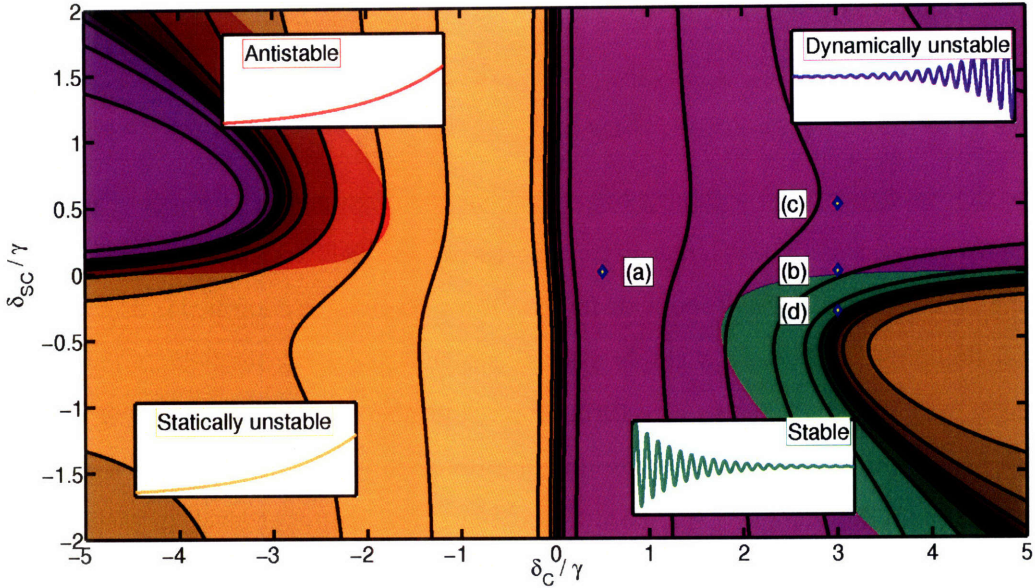 2
1.5
1
0.5
0
−0.5
−1
−1.5
−2
δSC / γ
Antistable
Dynamically unstable
(c)
(a)
(b)
(d)
Statically unstable
Stable
−5 −4 −3 −2 −1 0 1 2 3 4 5
δC / γ